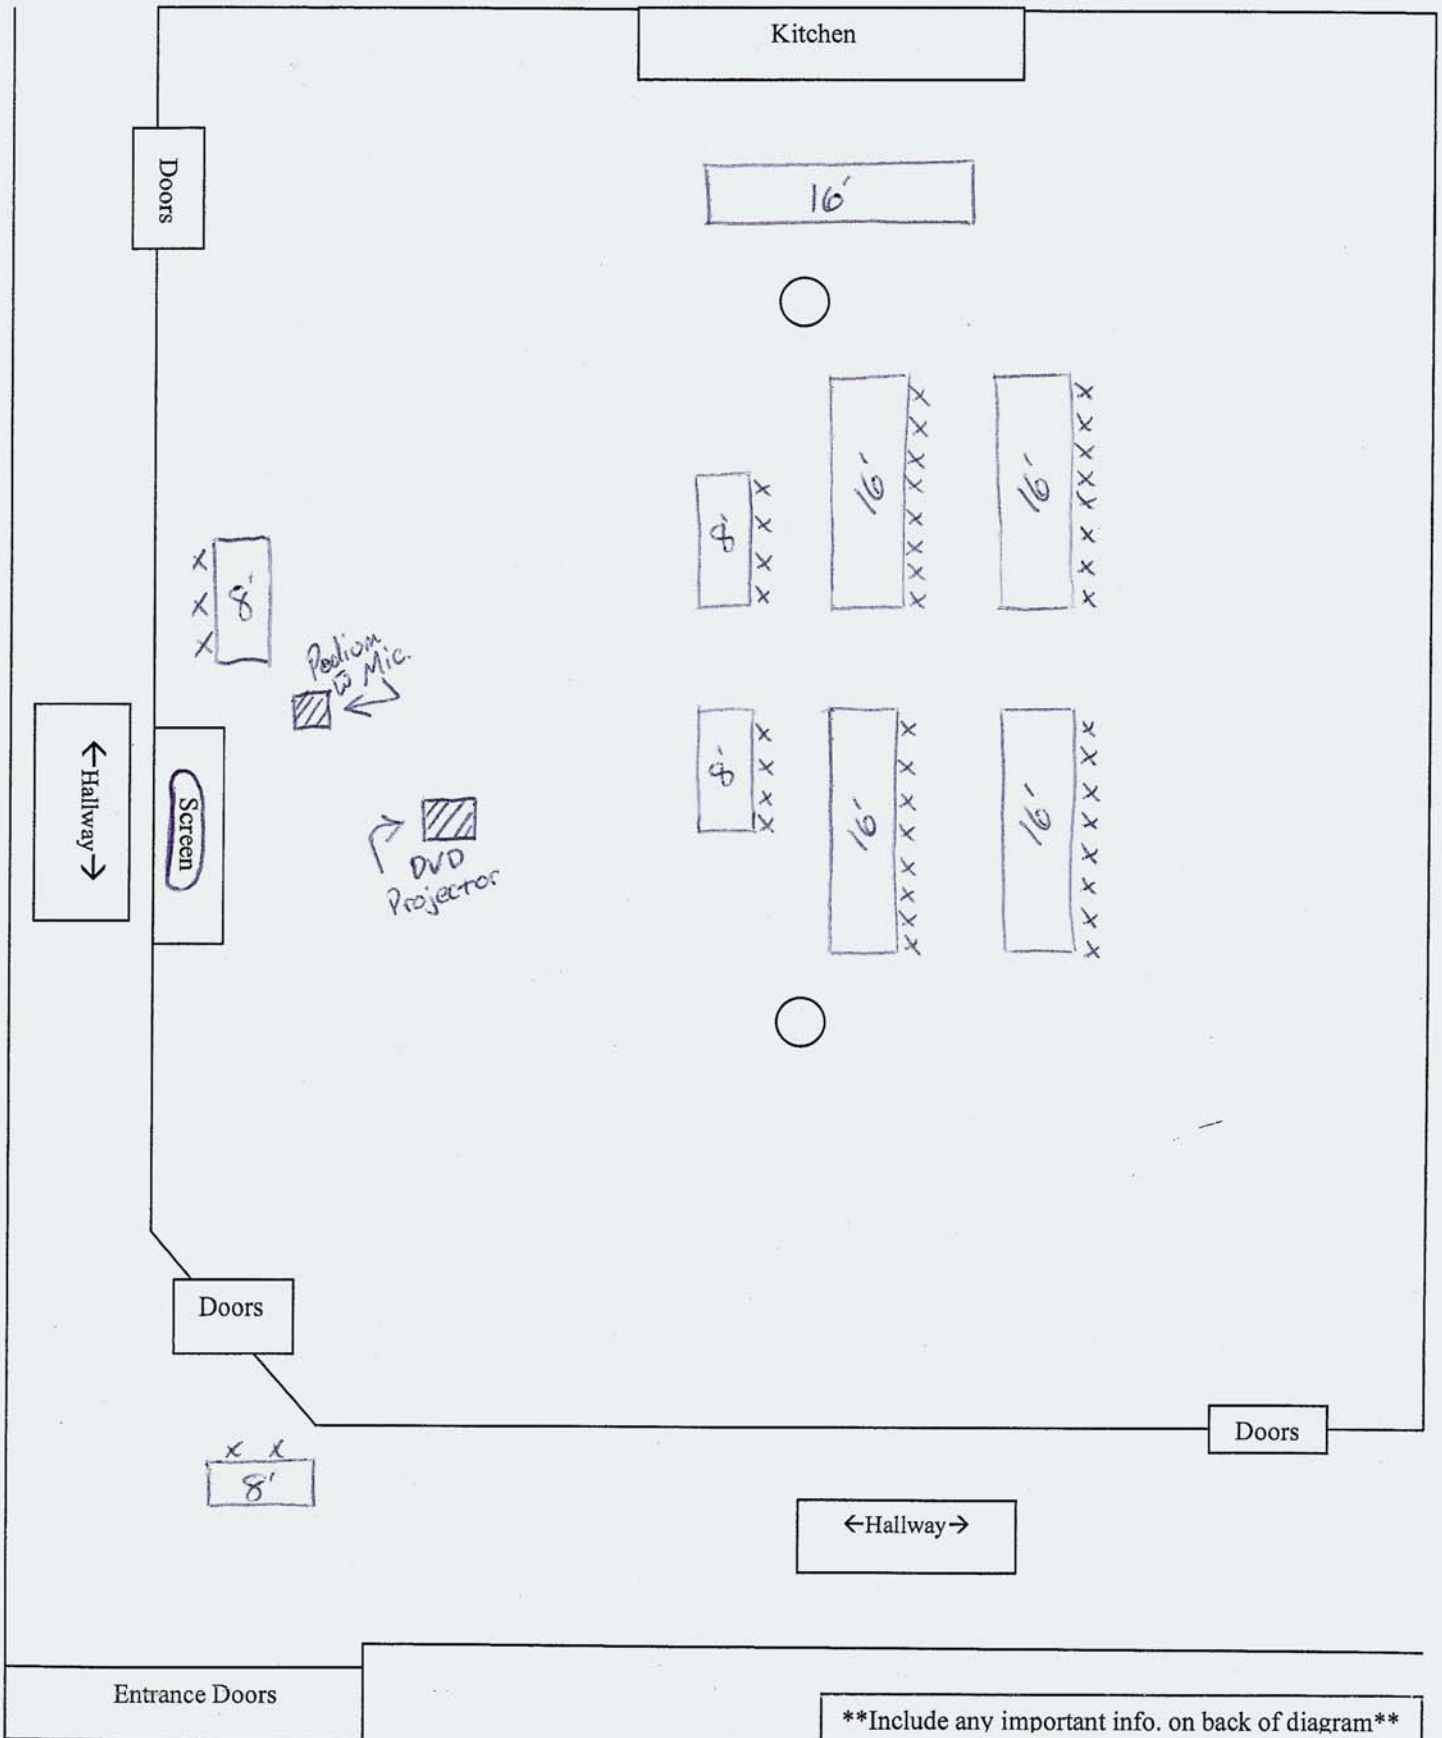 Kitchen
Doors
16'
16'
16'
8'
8'
Podium
w̅ Mic.
←Hallway→
Screen
8'
16'
16'
DVD
Projector
Doors
Doors
8'
←Hallway→
Entrance Doors
**Include any important info. on back of diagram**